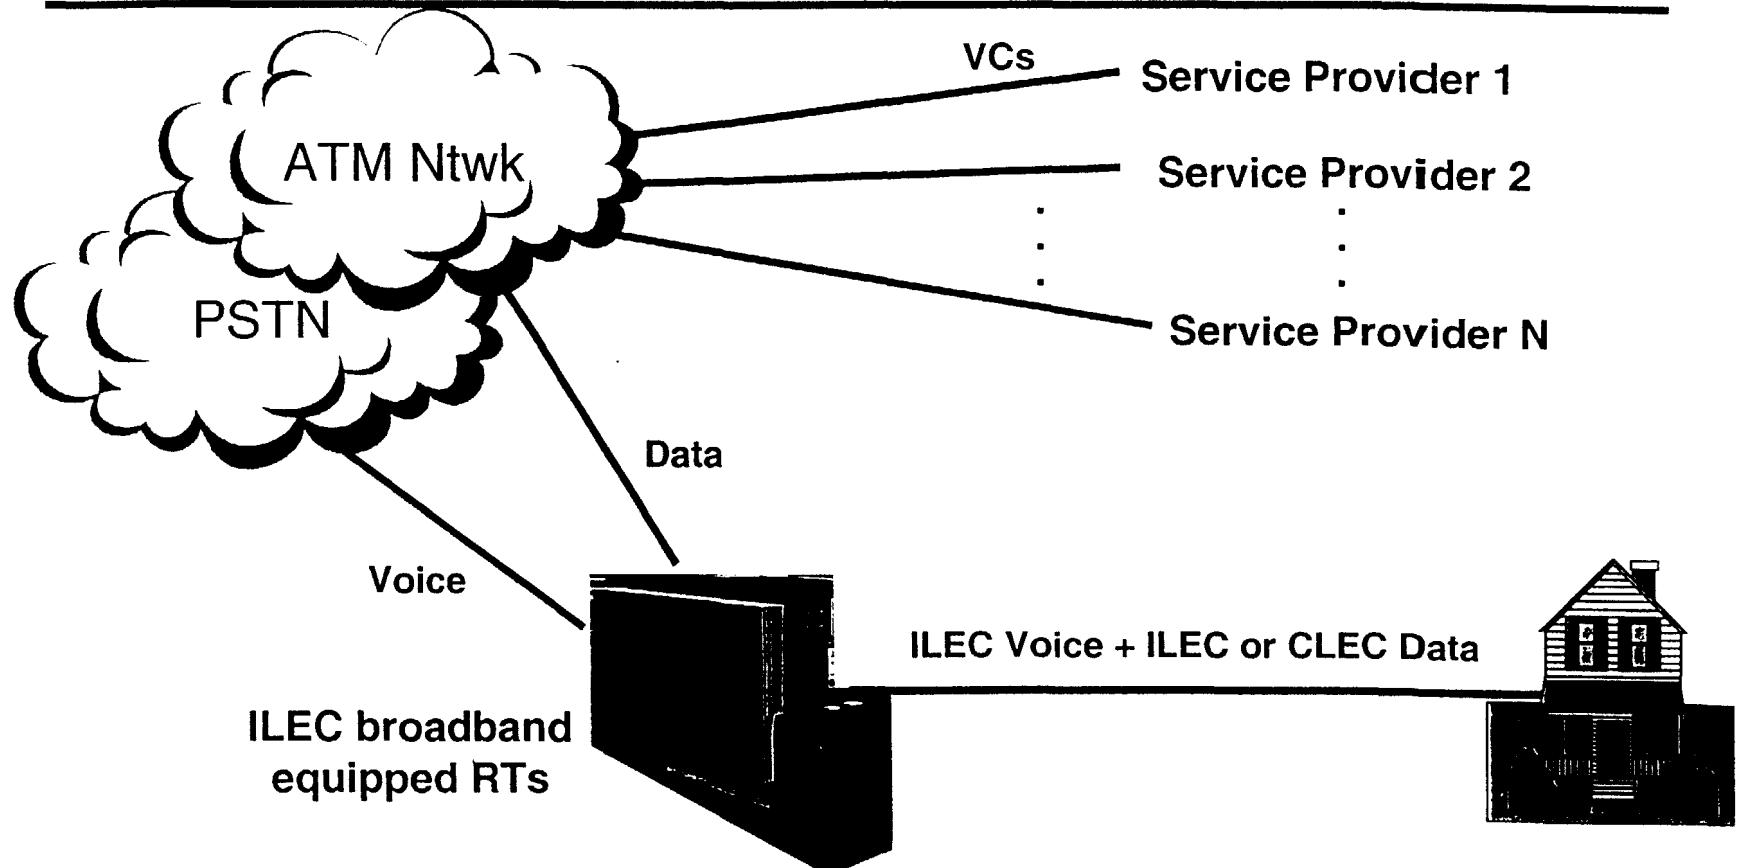 VCs
Service Provider 1
ATM Ntwk
Service Provider 2
PSTN
Service Provider N
Data
Voice
ILEC Voice + ILEC or CLEC Data
ILEC broadband
equipped RTs